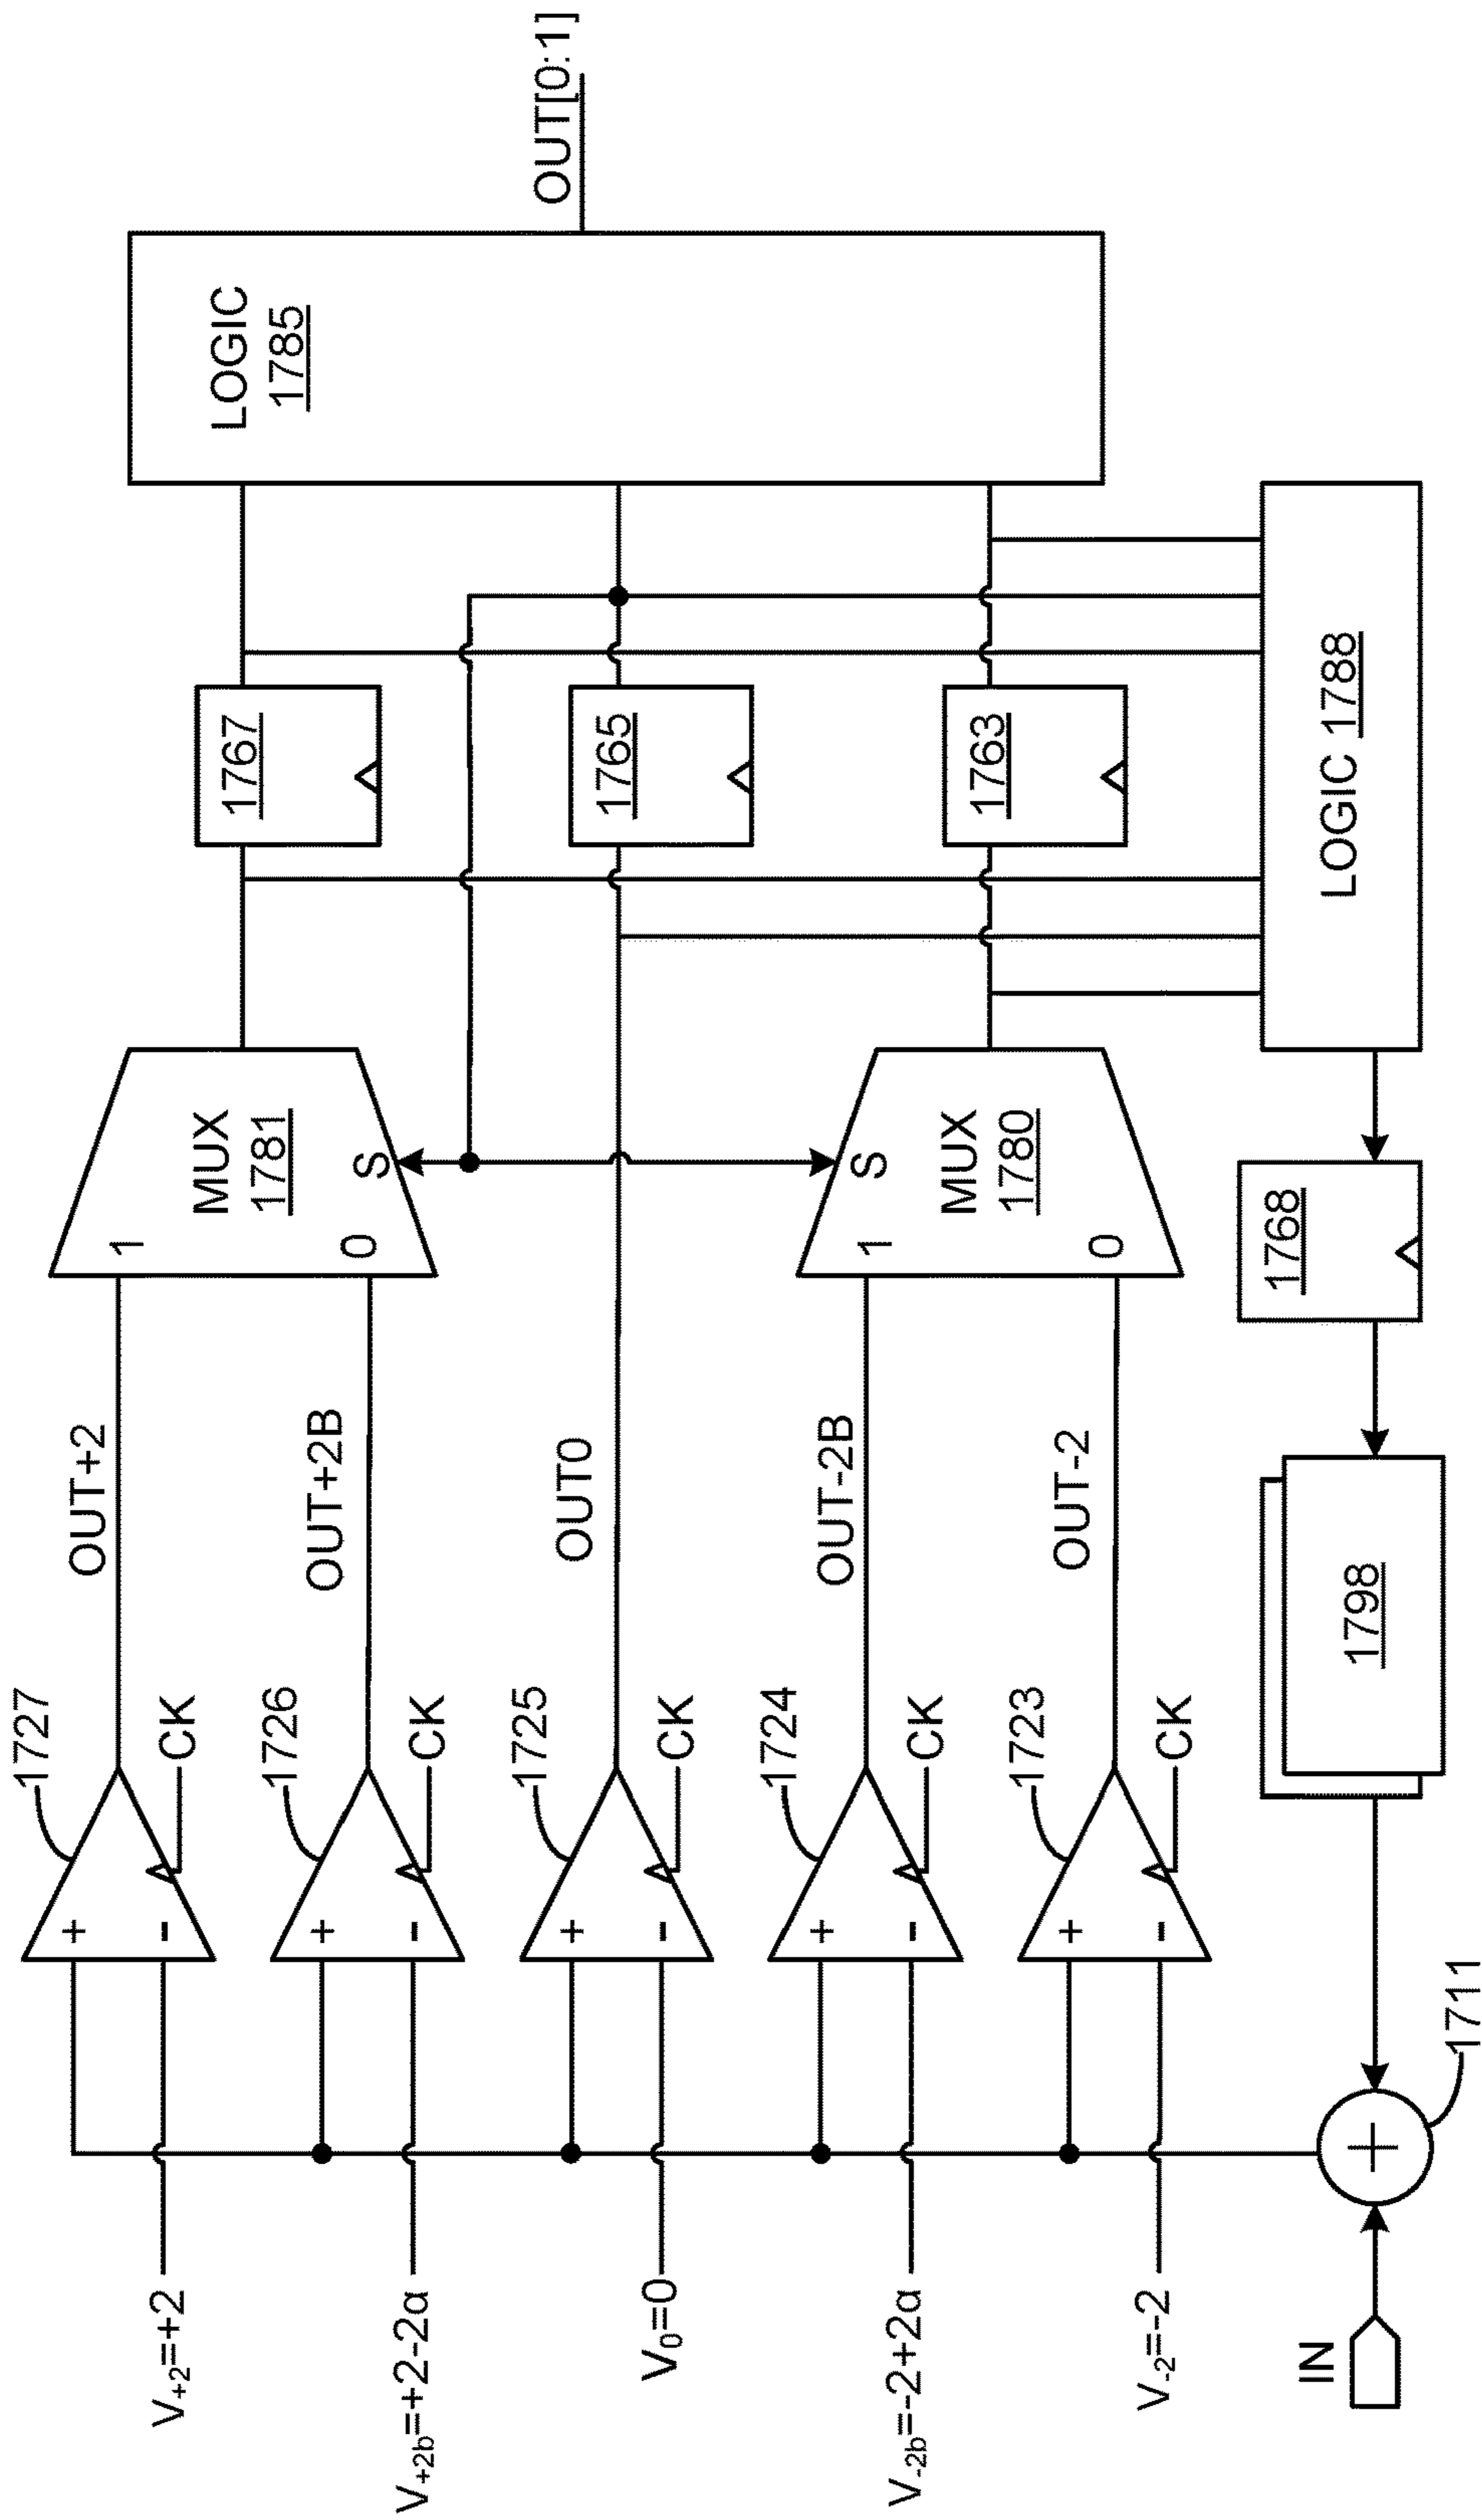 V+2=+2
1727
+
-
CK
OUT+2
V+2b=+2-2α
1726
+
-
CK
OUT+2B
1
0
S
MUX
1781
1767
V0=0
1725
+
-
CK
OUT0
1765
V-2b=-2+2α
1724
+
-
CK
OUT-2B
V-2=-2
1723
+
-
CK
OUT-2
1
0
S
MUX
1780
1763
LOGIC
1785
OUT[0:1]
IN
+
1711
1798
1768
LOGIC 1788